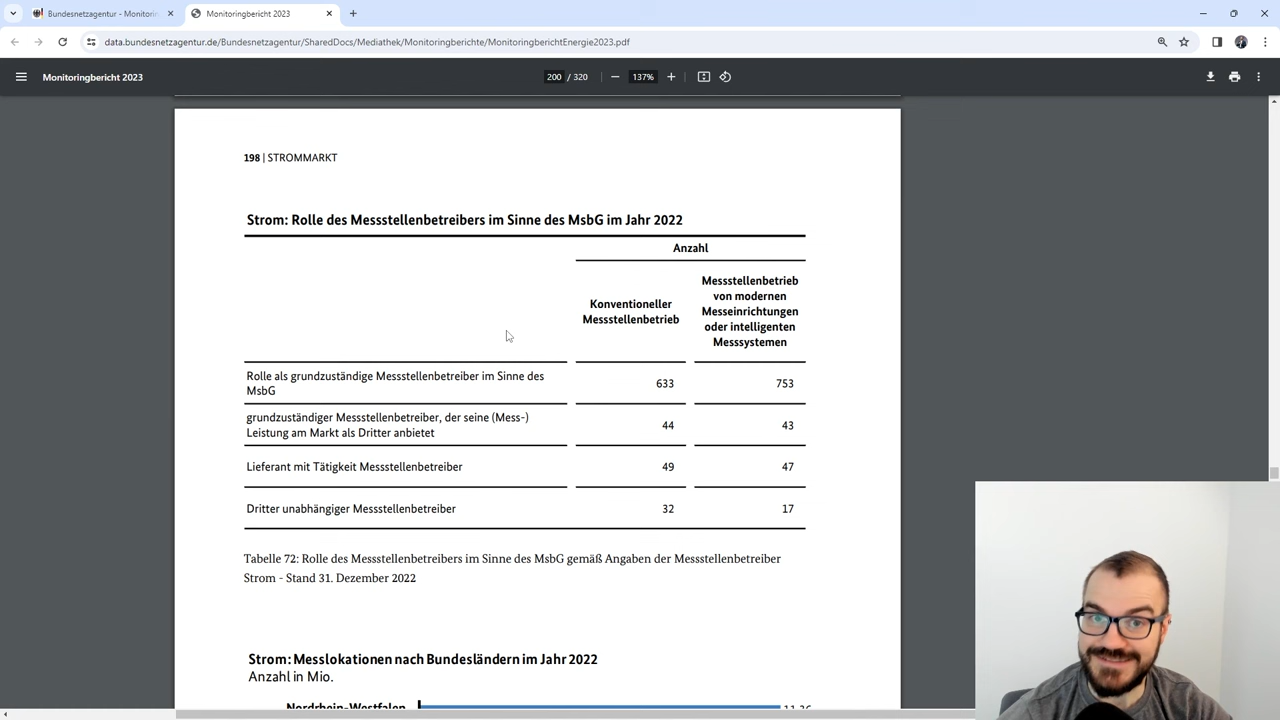 Bundesnetzagentur - Monitorin
Monitoringbericht 2023
data.bundesnetzagentur.de/Bundesnetzagentur/SharedDocs/Mediathek/Monitoringberichte/MonitoringberichtEnergie2023.pdf
Monitoringbericht 2023
200 / 320
137%
198 | STROMMARKT
Strom: Rolle des Messstellenbetreibers im Sinne des MsbG im Jahr 2022
Anzahl
Konventioneller
Messstellenbetrieb
Messstellenbetrieb
von modernen
Messeinrichtungen
oder intelligenten
Messsystemen
Rolle als grundzuständige Messstellenbetreiber im Sinne des
MsbG
633
753
grundzuständiger Messstellenbetreiber, der seine (Mess-)
Leistung am Markt als Dritter anbietet
44
43
Lieferant mit Tätigkeit Messstellenbetreiber
49
47
Dritter unabhängiger Messstellenbetreiber
32
17
Tabelle 72: Rolle des Messstellenbetreibers im Sinne des MsbG gemäß Angaben der Messstellenbetreiber
Strom - Stand 31. Dezember 2022
Strom: Messlokationen nach Bundesländern im Jahr 2022
Anzahl in Mio.
Nordrhein-Westfalen